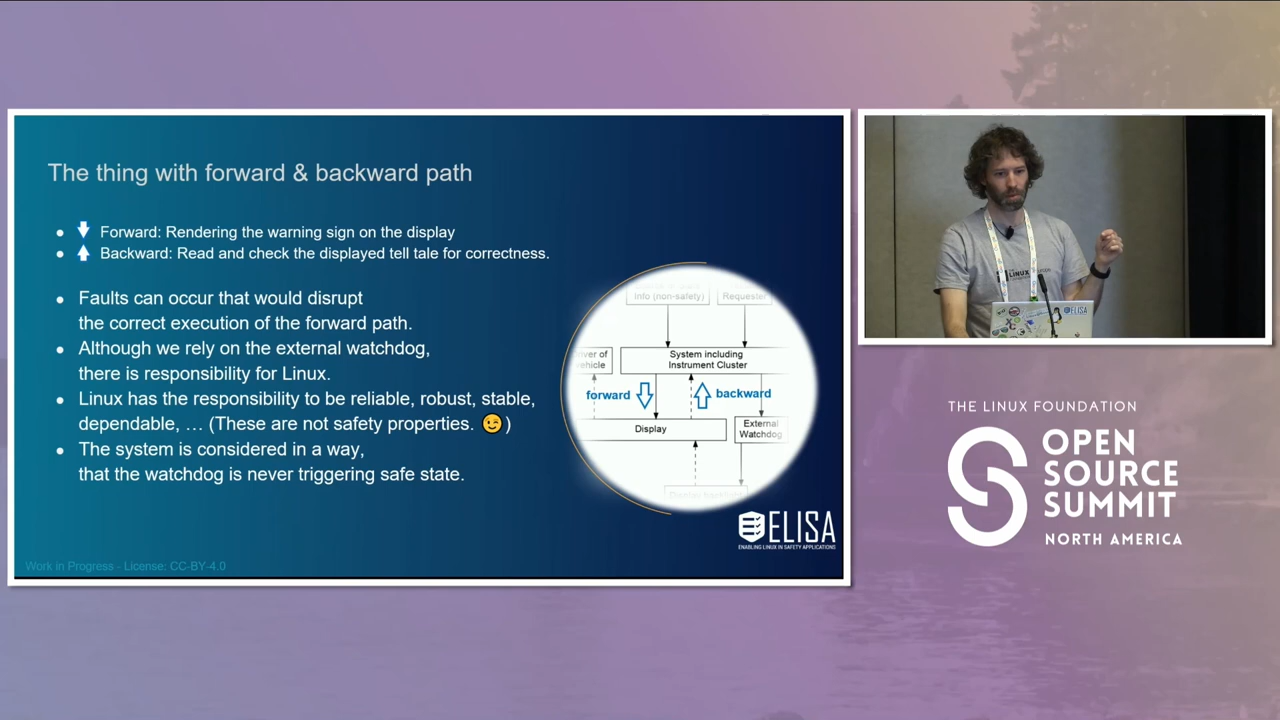 The thing with forward & backward path
Forward: Rendering the warning sign on the display
Backward: Read and check the displayed tell tale for correctness.
Faults can occur that would disrupt
the correct execution of the forward path.
Although we rely on the external watchdog,
there is responsibility for Linux.
Linux has the responsibility to be reliable, robust, stable,
dependable, … (These are not safety properties. 😉)
The system is considered in a way,
that the watchdog is never triggering safe state.
Info (non-safety)
Requester
System including
Instrument Cluster
forward
backward
Display
External
Watchdog
ELISA
ENABLING LINUX IN SAFETY APPLICATIONS
Work in Progress - License: CC-BY-4.0
LINUX
ELISA
THE LINUX FOUNDATION
OPEN
SOURCE
SUMMIT
NORTH AMERICA